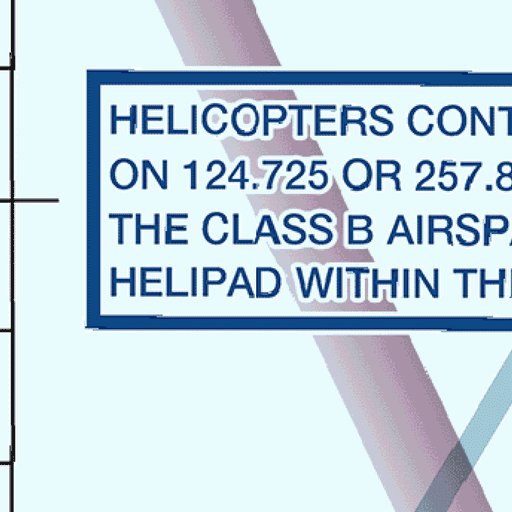 HELICOPTERS CONT
ON 124.725 OR 257.8
THE CLASS B AIRSPA
HELIPAD WITHIN TH